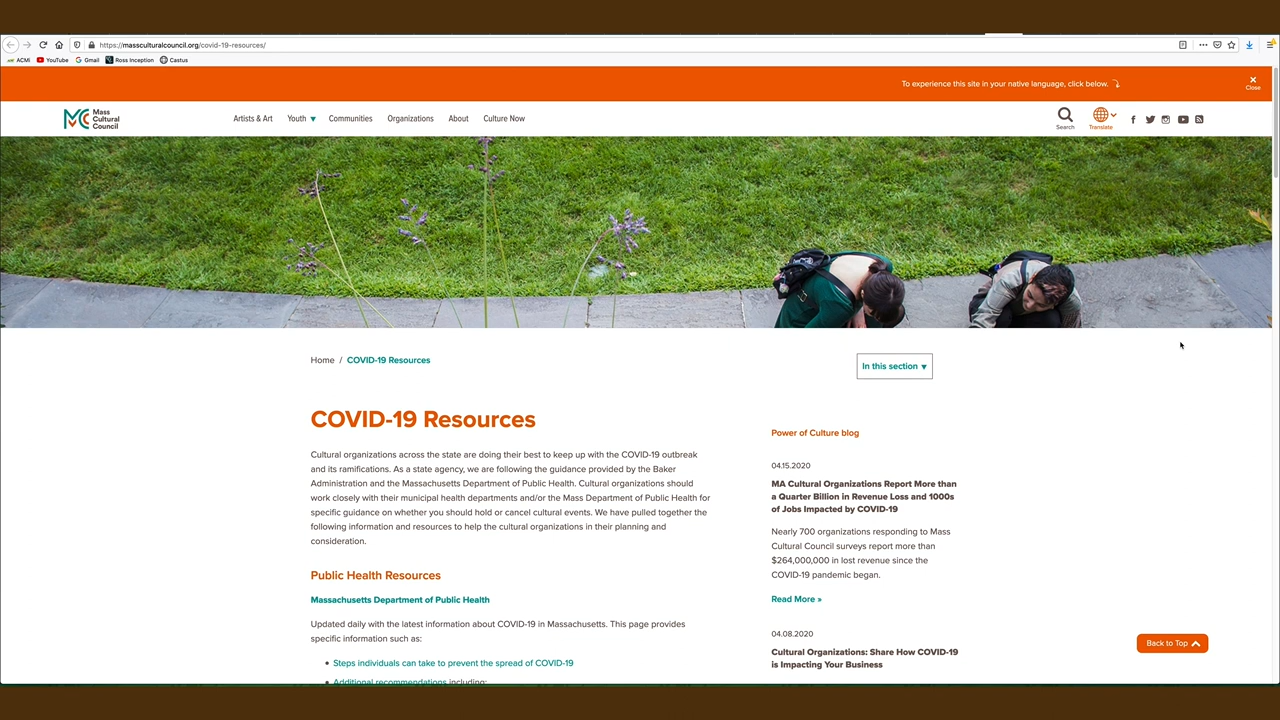 https://massculturalcouncil.org/covid-19-resources/
ACMi YouTube Gmail Ross Inception Castus
To experience this site in your native language, click below.
Close
Mass
Cultural
Council
Artists & Art Youth Communities Organizations About Culture Now
Search
Translate
Home / COVID-19 Resources
In this section
COVID-19 Resources
Cultural organizations across the state are doing their best to keep up with the COVID-19 outbreak
and its ramifications. As a state agency, we are following the guidance provided by the Baker
Administration and the Massachusetts Department of Public Health. Cultural organizations should
work closely with their municipal health departments and/or the Mass Department of Public Health for
specific guidance on whether you should hold or cancel cultural events. We have pulled together the
following information and resources to help the cultural organizations in their planning and
consideration.
Public Health Resources
Massachusetts Department of Public Health
Updated daily with the latest information about COVID-19 in Massachusetts. This page provides
specific information such as:
• Steps individuals can take to prevent the spread of COVID-19
• Additional recommendations including:
Power of Culture blog
04.15.2020
MA Cultural Organizations Report More than
a Quarter Billion in Revenue Loss and 1000s
of Jobs Impacted by COVID-19
Nearly 700 organizations responding to Mass
Cultural Council surveys report more than
$264,000,000 in lost revenue since the
COVID-19 pandemic began.
Read More »
04.08.2020
Cultural Organizations: Share How COVID-19
is Impacting Your Business
Back to Top